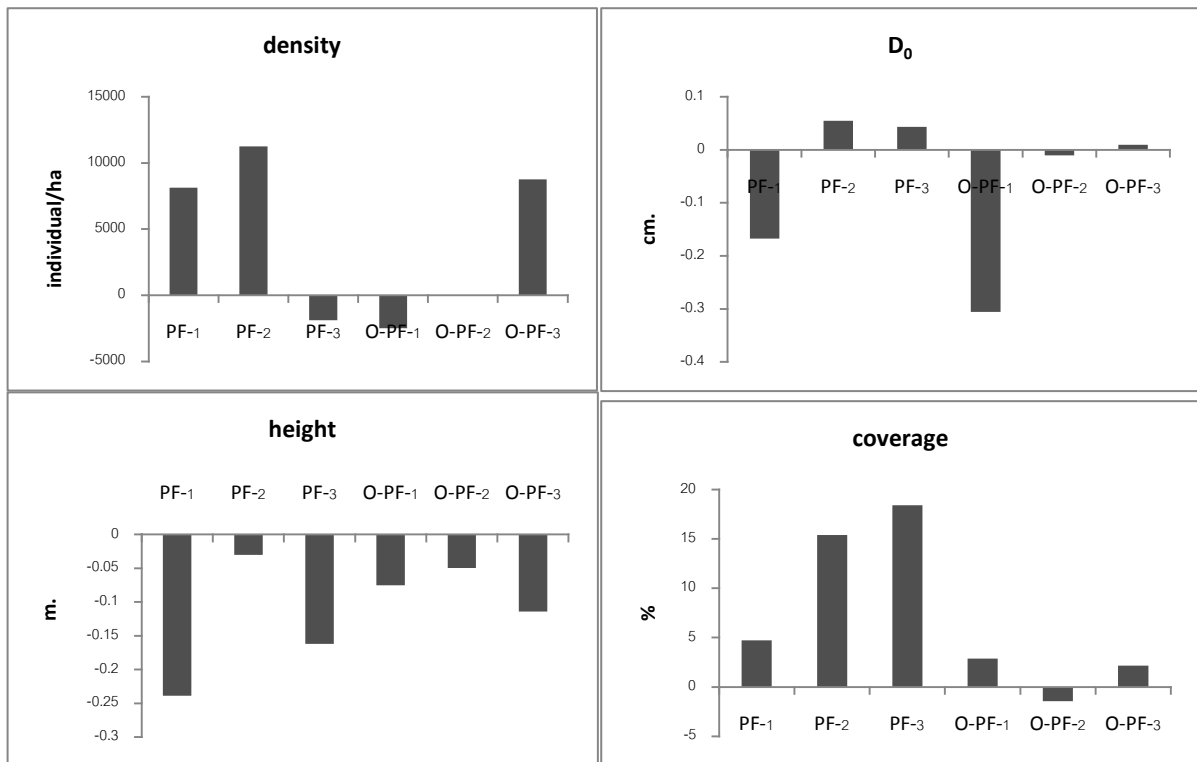 density
15000
10000
5000
0
-5000
individual/ha
PF-1 PF-2 PF-3 O-PF-1 O-PF-2 O-PF-3
D0
0.1
0
-0.1
-0.2
-0.3
-0.4
cm.
PF-1 PF-2 PF-3 O-PF-1 O-PF-2 O-PF-3
height
PF-1 PF-2 PF-3 O-PF-1 O-PF-2 O-PF-3
0
-0.05
-0.1
-0.15
-0.2
-0.25
-0.3
m.
coverage
20
15
10
5
0
-5
%
PF-1 PF-2 PF-3 O-PF-1 O-PF-2 O-PF-3